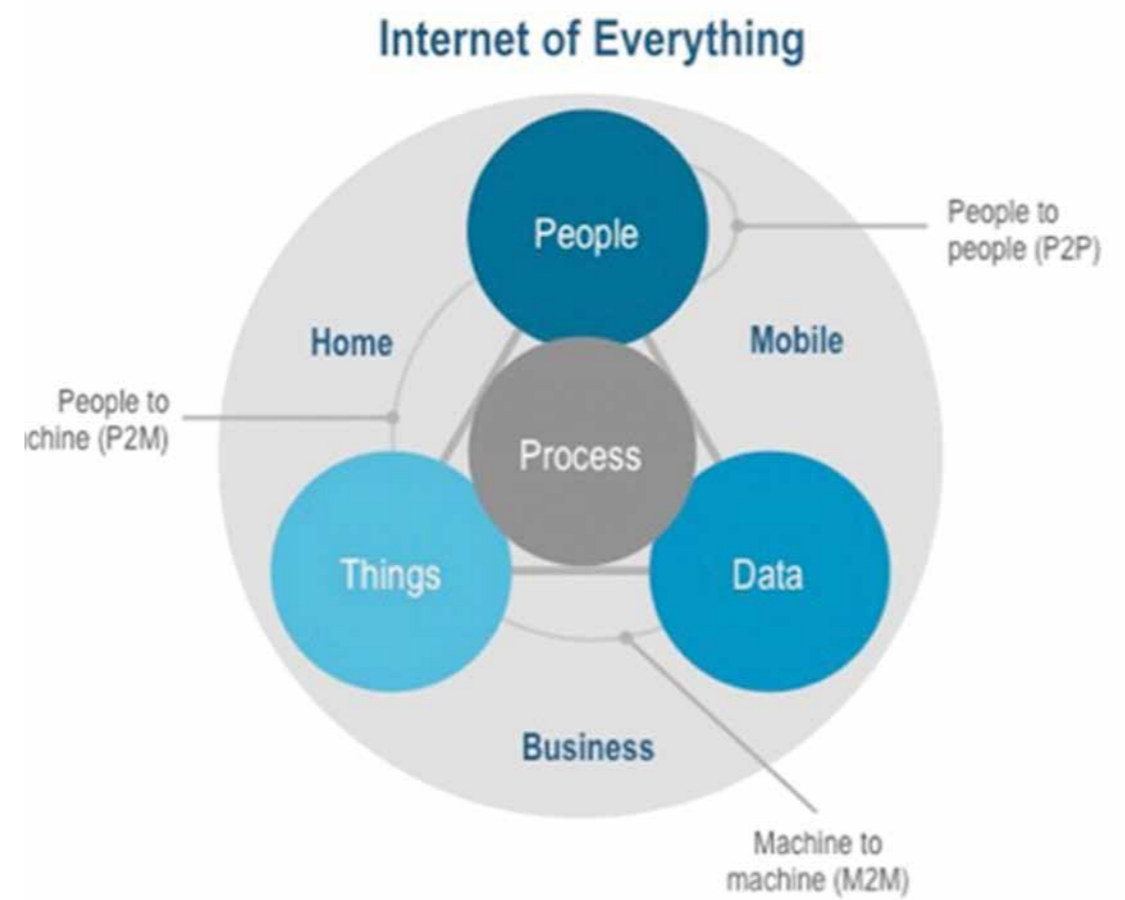 Internet of Everything
People
People to
people (P2P)
Home
Mobile
People to
chine (P2M)
Process
Things
Data
Business
Machine to
machine (M2M)